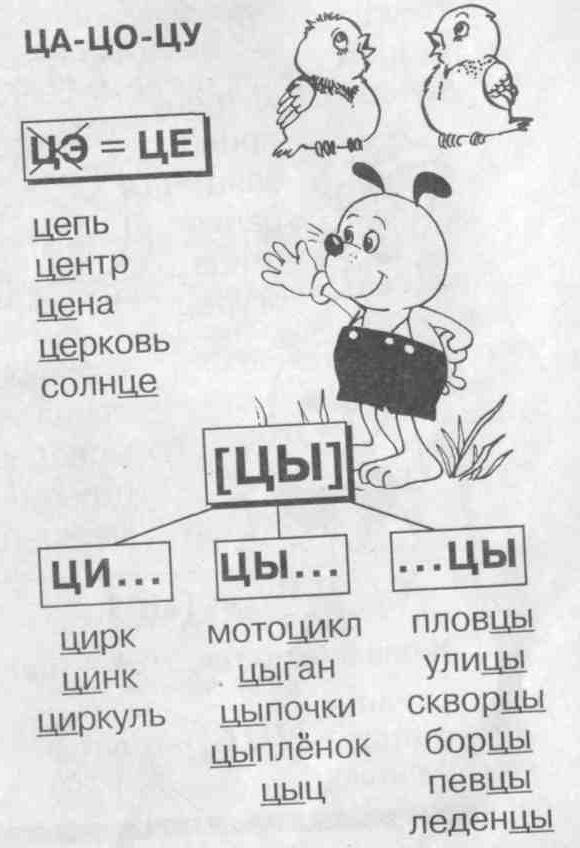 ЦА-ЦО-ЦУ
ЦЭ = ЦЕ
цепь
центр
цена
церковь
солнце
[ЦЫ]
ЦИ... ЦЫ... ...ЦЫ
цирк
цинк
циркуль
мотоцикл
цыган
цыпочки
цыплёнок
цыц
пловцы
улицы
скворцы
борцы
певцы
леденцы